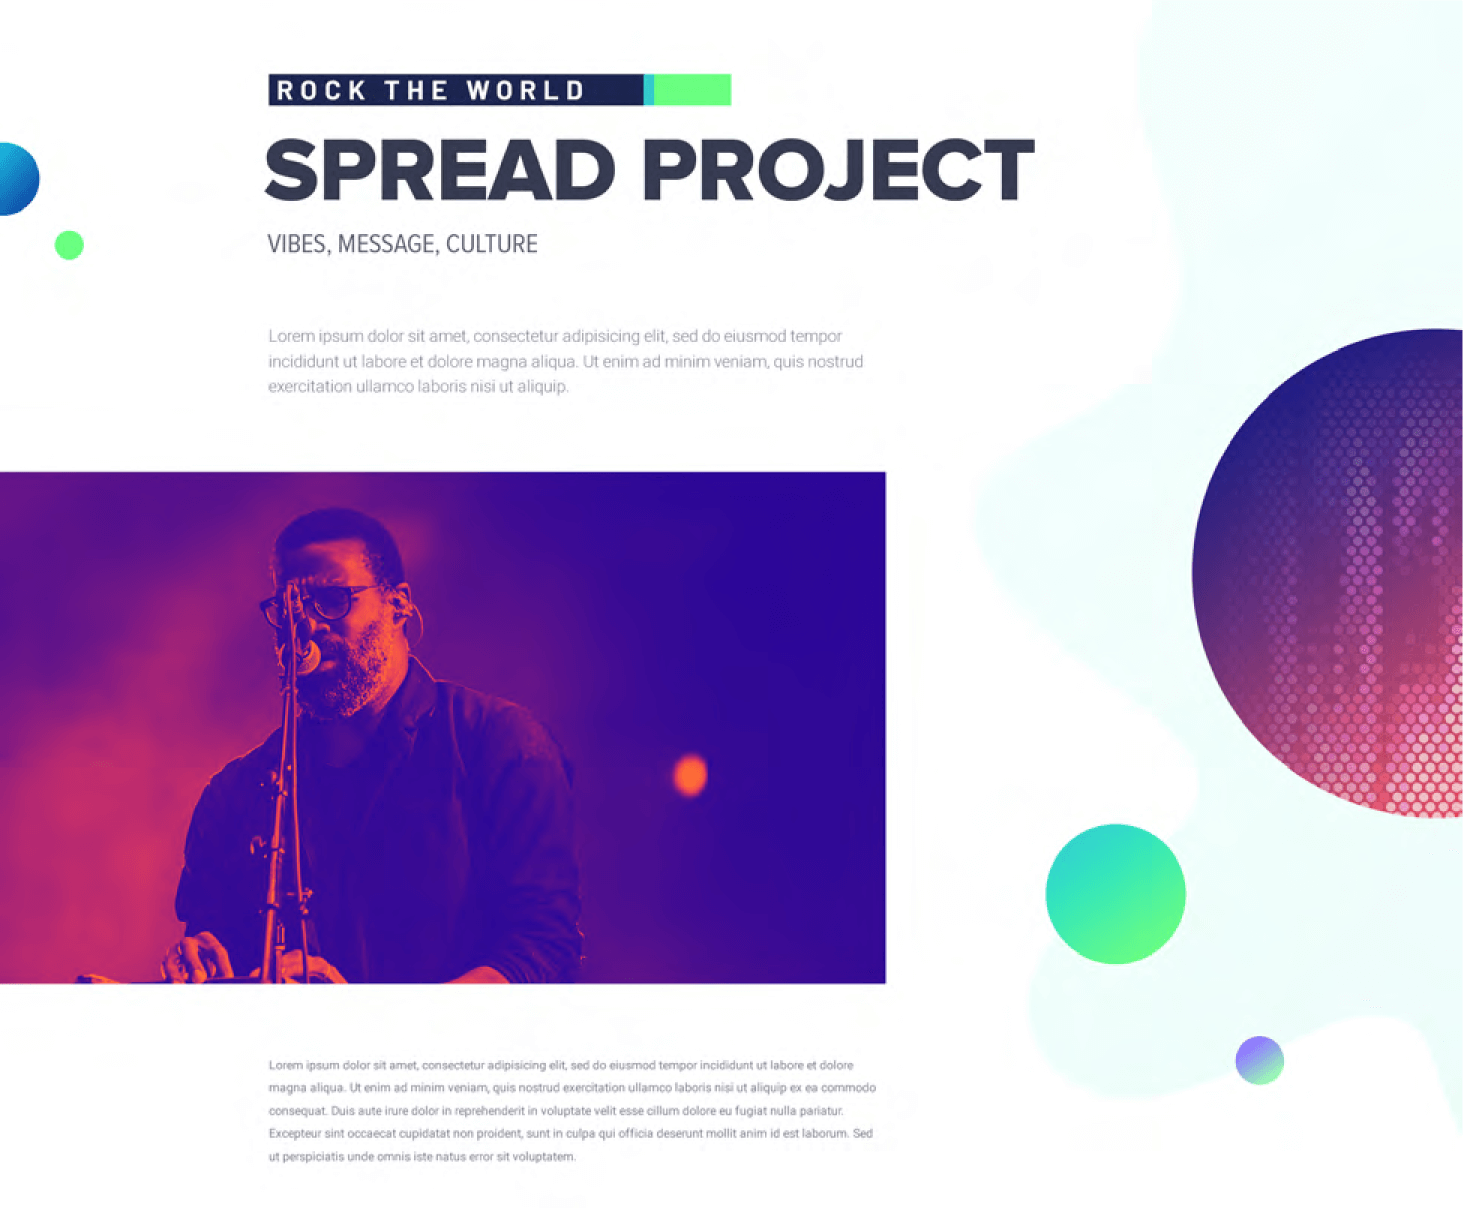 ROCK THE WORLD
SPREAD PROJECT
VIBES, MESSAGE, CULTURE
Lorem ipsum dolor sit amet, consectetur adipisicing elit, sed do eiusmod tempor
incididunt ut labore et dolore magna aliqua. Ut enim ad minim veniam, quis nostrud
exercitation ullamco laboris nisi ut aliquip.
Lorem ipsum dolor sit amet, consectetur adipisicing elit, sed do eiusmod tempor incididunt ut labore et dolore
magna aliqua. Ut enim ad minim veniam, quis nostrud exercitation ullamco laboris nisi ut aliquip ex ea commodo
consequat. Duis aute irure dolor in reprehenderit in voluptate velit esse cillum dolore eu fugiat nulla pariatur.
Excepteur sint occaecat cupidatat non proident, sunt in culpa qui officia deserunt mollit anim id est laborum. Sed
ut perspiciatis unde omnis iste natus error sit voluptatem.